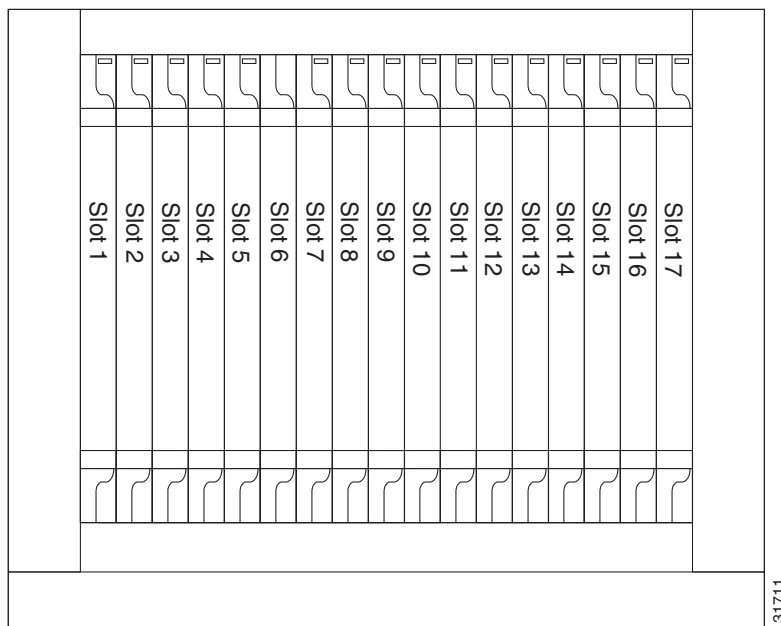 Slot 1
Slot 2
Slot 3
Slot 4
Slot 5
Slot 6
Slot 7
Slot 8
Slot 9
Slot 10
Slot 11
Slot 12
Slot 13
Slot 14
Slot 15
Slot 16
Slot 17
31711